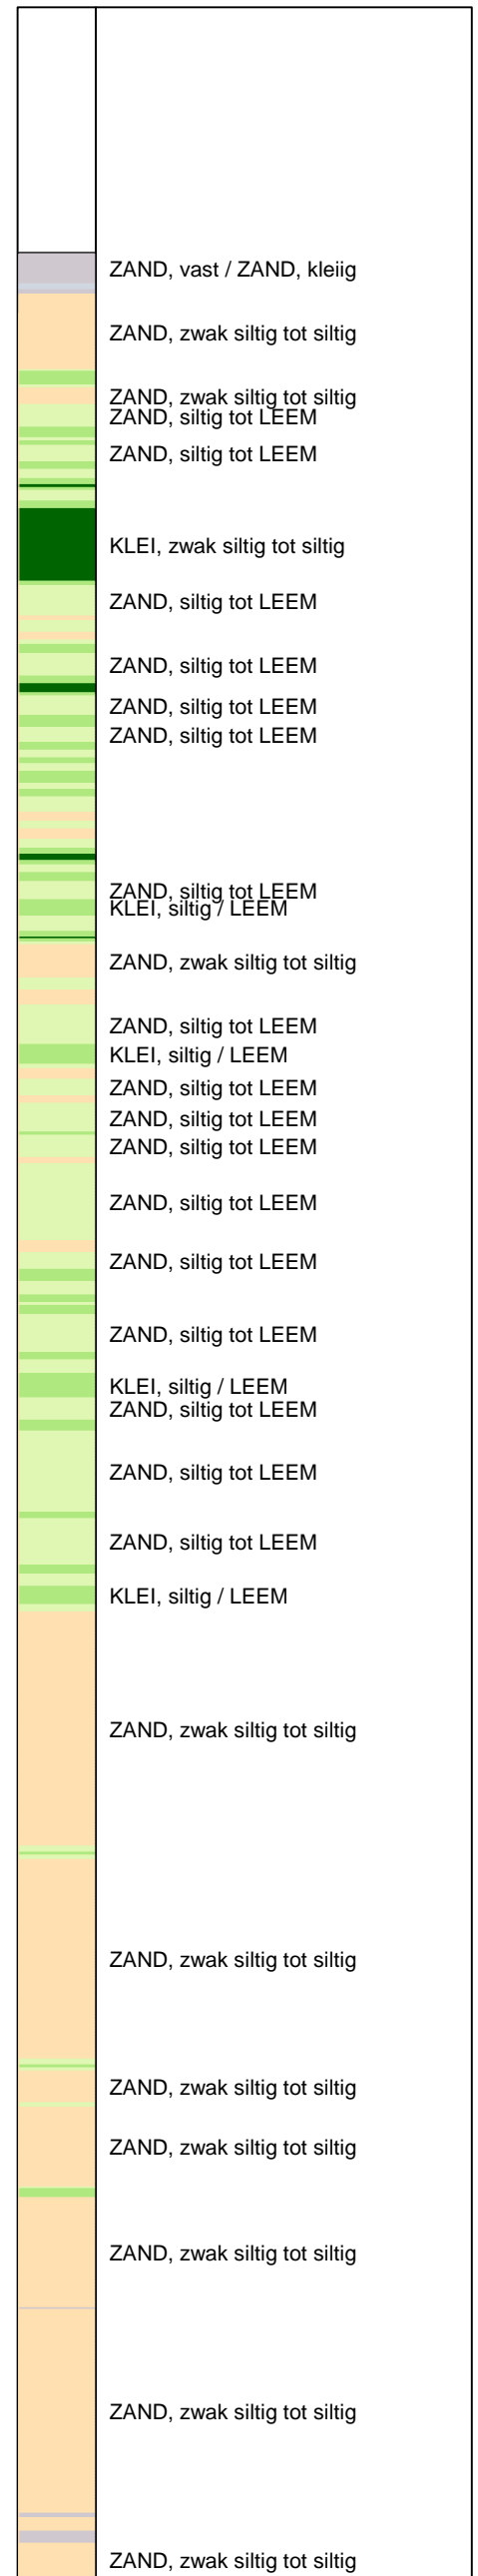 ZAND, vast / ZAND, kleiig
ZAND, zwak siltig tot siltig
ZAND, zwak siltig tot siltig
ZAND, siltig tot LEEM
ZAND, siltig tot LEEM
KLEI, zwak siltig tot siltig
ZAND, siltig tot LEEM
ZAND, siltig tot LEEM
ZAND, siltig tot LEEM
ZAND, siltig tot LEEM
ZAND, siltig tot LEEM
KLEI, siltig / LEEM
ZAND, zwak siltig tot siltig
ZAND, siltig tot LEEM
KLEI, siltig / LEEM
ZAND, siltig tot LEEM
ZAND, siltig tot LEEM
ZAND, siltig tot LEEM
ZAND, siltig tot LEEM
ZAND, siltig tot LEEM
ZAND, siltig tot LEEM
KLEI, siltig / LEEM
ZAND, siltig tot LEEM
ZAND, siltig tot LEEM
ZAND, siltig tot LEEM
KLEI, siltig / LEEM
ZAND, zwak siltig tot siltig
ZAND, zwak siltig tot siltig
ZAND, zwak siltig tot siltig
ZAND, zwak siltig tot siltig
ZAND, zwak siltig tot siltig
ZAND, zwak siltig tot siltig
ZAND, zwak siltig tot siltig